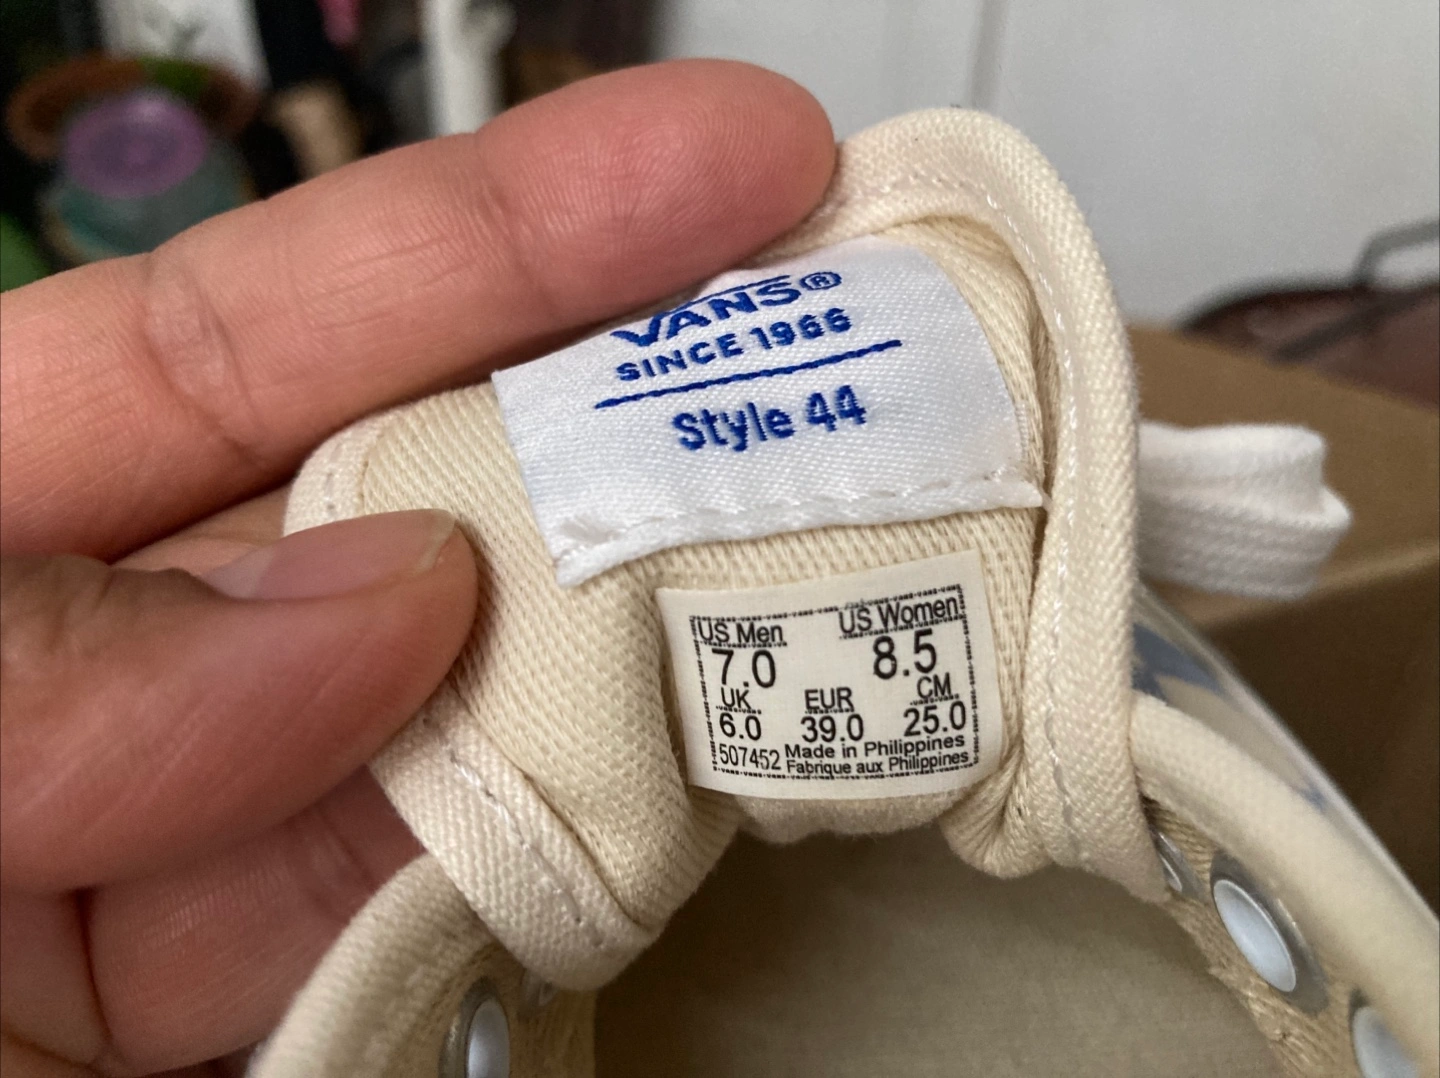 VANS®
SINCE 1966
Style 44
US Men US Women
7.0 8.5
UK EUR CM
6.0 39.0 25.0
507452 Made in Philippines
Fabrique aux Philippines